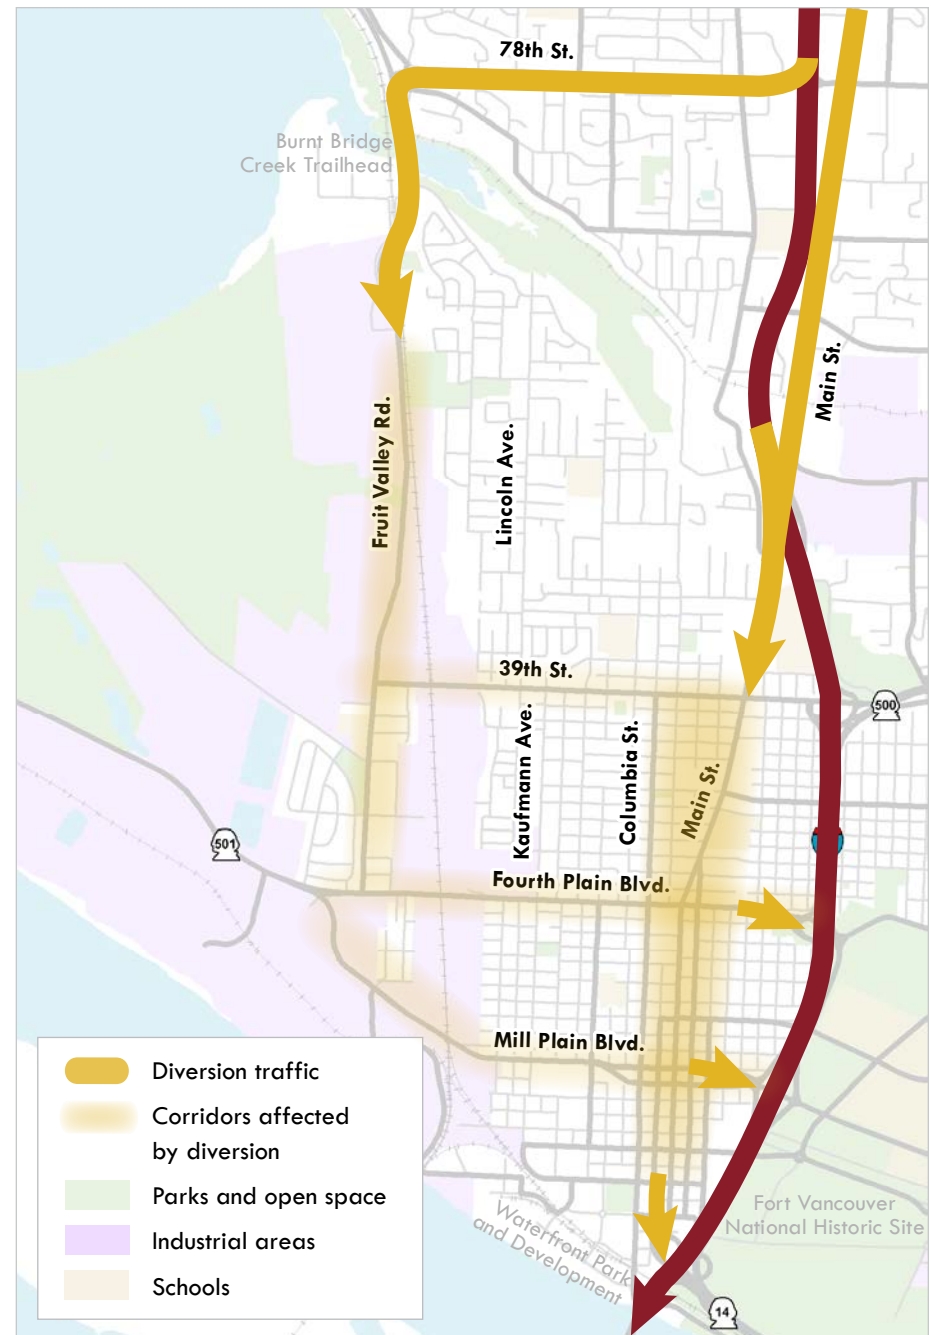 78th St.
Burnt Bridge
Creek Trailhead
Main St.
Fruit Valley Rd.
Lincoln Ave.
39th St.
500
Kaufmann Ave.
Columbia St.
Main St.
501
Fourth Plain Blvd.
Mill Plain Blvd.
Diversion traffic
Corridors affected
by diversion
Parks and open space
Industrial areas
Schools
Fort Vancouver
National Historic Site
Waterfront Park
and Development
14